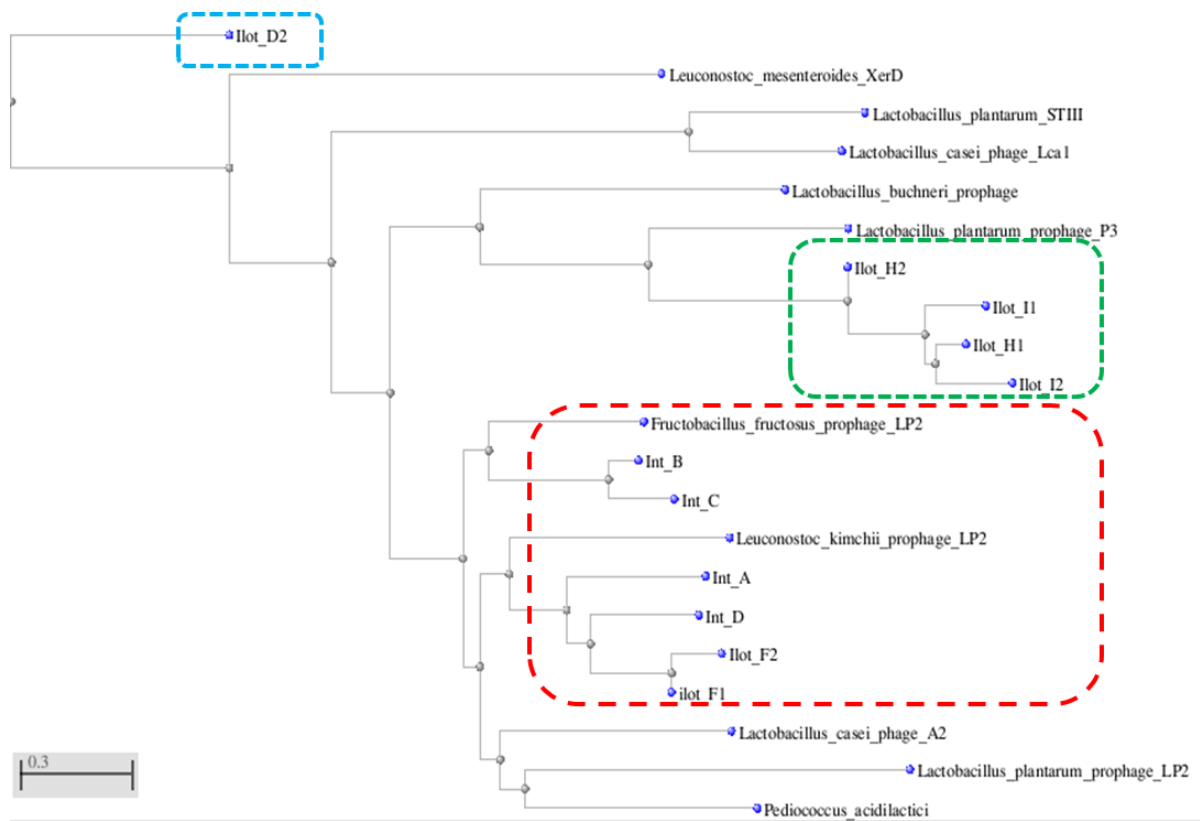 Ilot_D2
Leuconostoc_mesenteroides_XerD
Lactobacillus_plantarum_STIII
Lactobacillus_casei_phage_Lca1
Lactobacillus_buchneri_prophage
Lactobacillus_plantarum_prophage_P3
Ilot_H2
Ilot_I1
Ilot_H1
Ilot_I2
Fructobacillus_fructosus_prophage_LP2
Int_B
Int_C
Leuconostoc_kimchii_prophage_LP2
Int_A
Int_D
Ilot_F2
ilot_F1
Lactobacillus_casei_phage_A2
0.3
Lactobacillus_plantarum_prophage_LP2
Pediococcus_acidilactici